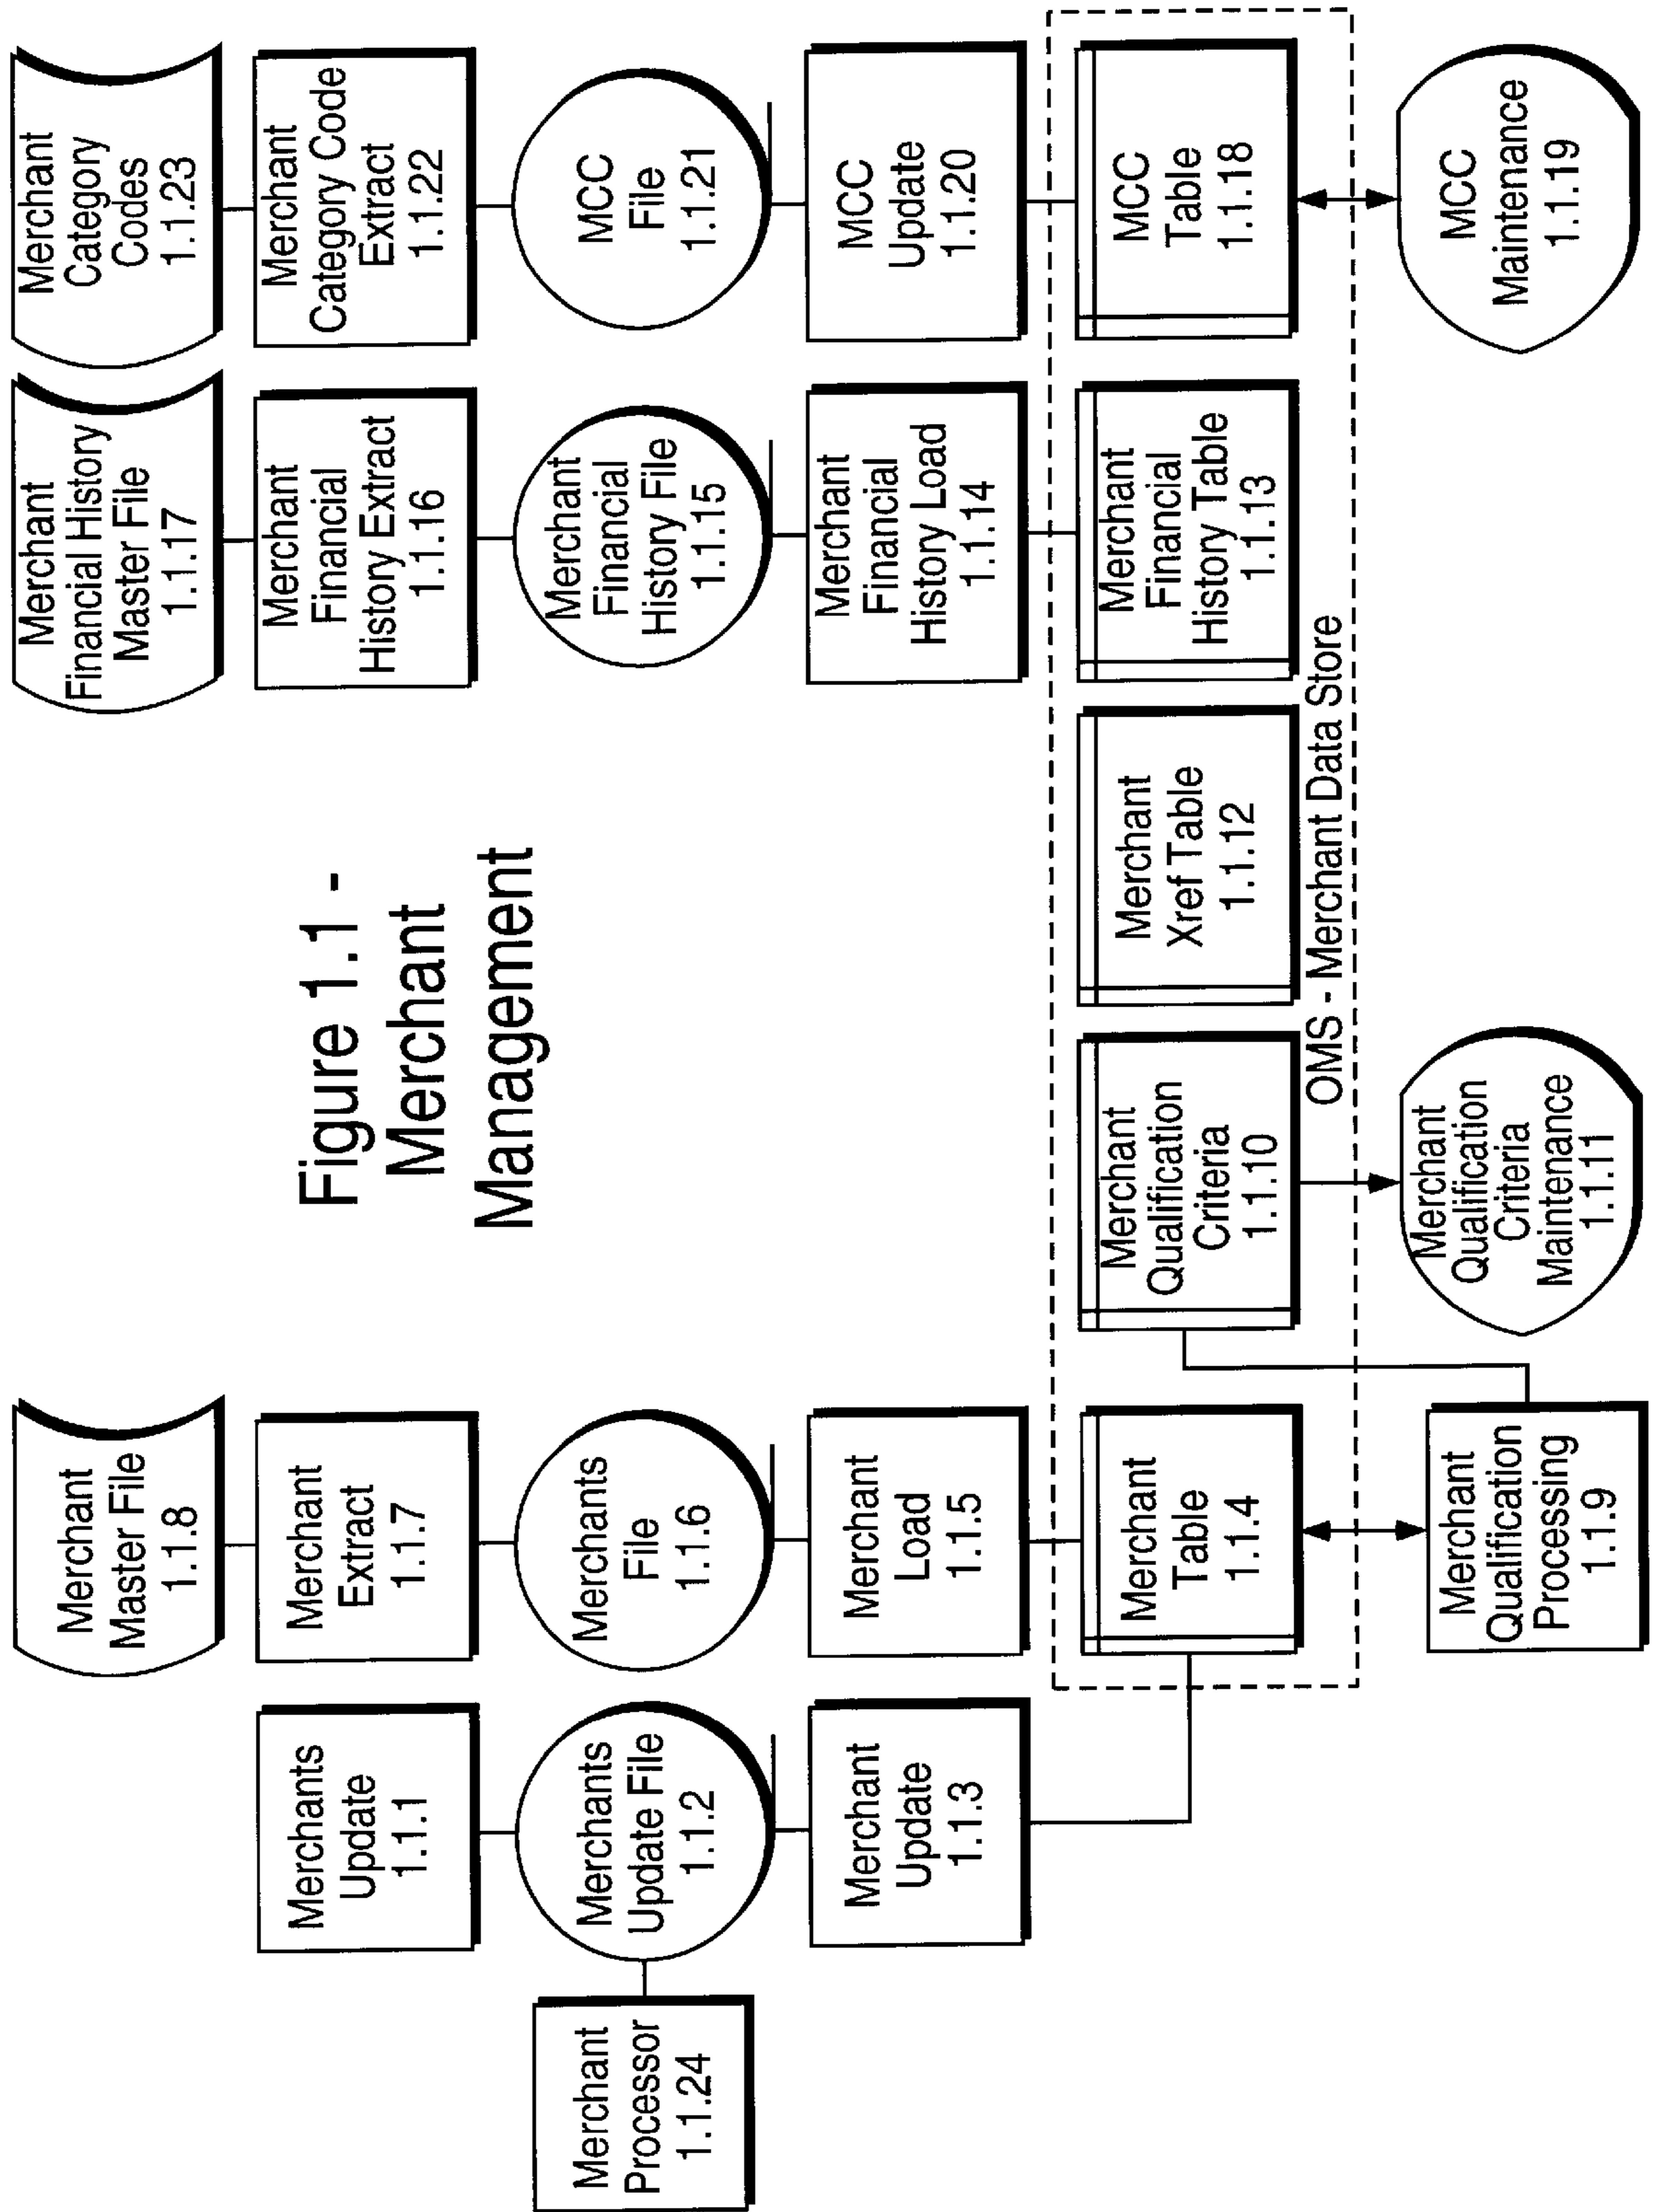 Figure 1.1 -
Merchant
Management
Merchant
Master File
1.1.8
Merchant
Financial History
Master File
1.1.17
Merchant
Category
Codes
1.1.23
Merchants
Update
1.1.1
Merchant
Extract
1.1.7
Merchant
Financial
History Extract
1.1.16
Merchant
Category Code
Extract
1.1.22
Merchant
Processor
1.1.24
Merchants
Update File
1.1.2
Merchants
File
1.1.6
Merchant
Financial
History File
1.1.15
MCC
File
1.1.21
Merchant
Update
1.1.3
Merchant
Load
1.1.5
Merchant
Financial
History Load
1.1.14
MCC
Update
1.1.20
Merchant
Table
1.1.4
Merchant
Qualification
Criteria
1.1.10
Merchant
Xref Table
1.1.12
Merchant
Financial
History Table
1.1.13
MCC
Table
1.1.18
OMS - Merchant Data Store
Merchant
Qualification
Processing
1.1.9
Merchant
Qualification
Criteria
Maintenance
1.1.11
MCC
Maintenance
1.1.19